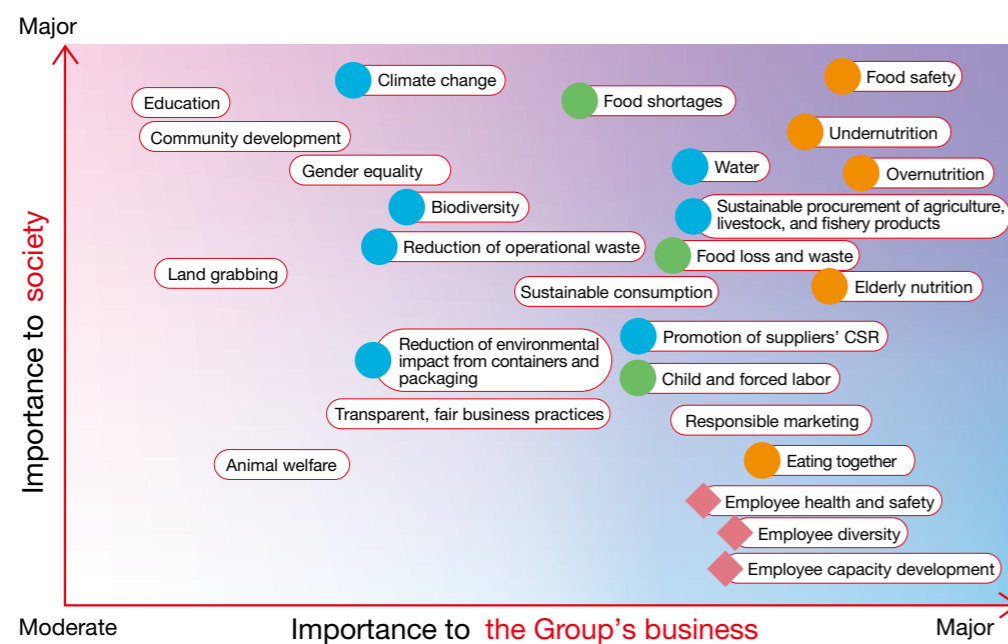 Major
Climate change
Food safety
Education
Food shortages
Community development
Undernutrition
Gender equality
Water
Overnutrition
Biodiversity
Sustainable procurement of agriculture,
livestock, and fishery products
Reduction of operational waste
Food loss and waste
Land grabbing
Elderly nutrition
Sustainable consumption
Promotion of suppliers’ CSR
Reduction of environmental
impact from containers and
packaging
Child and forced labor
Transparent, fair business practices
Responsible marketing
Animal welfare
Eating together
Employee health and safety
Employee diversity
Employee capacity development
Importance to society
Moderate
Importance to the Group’s business
Major